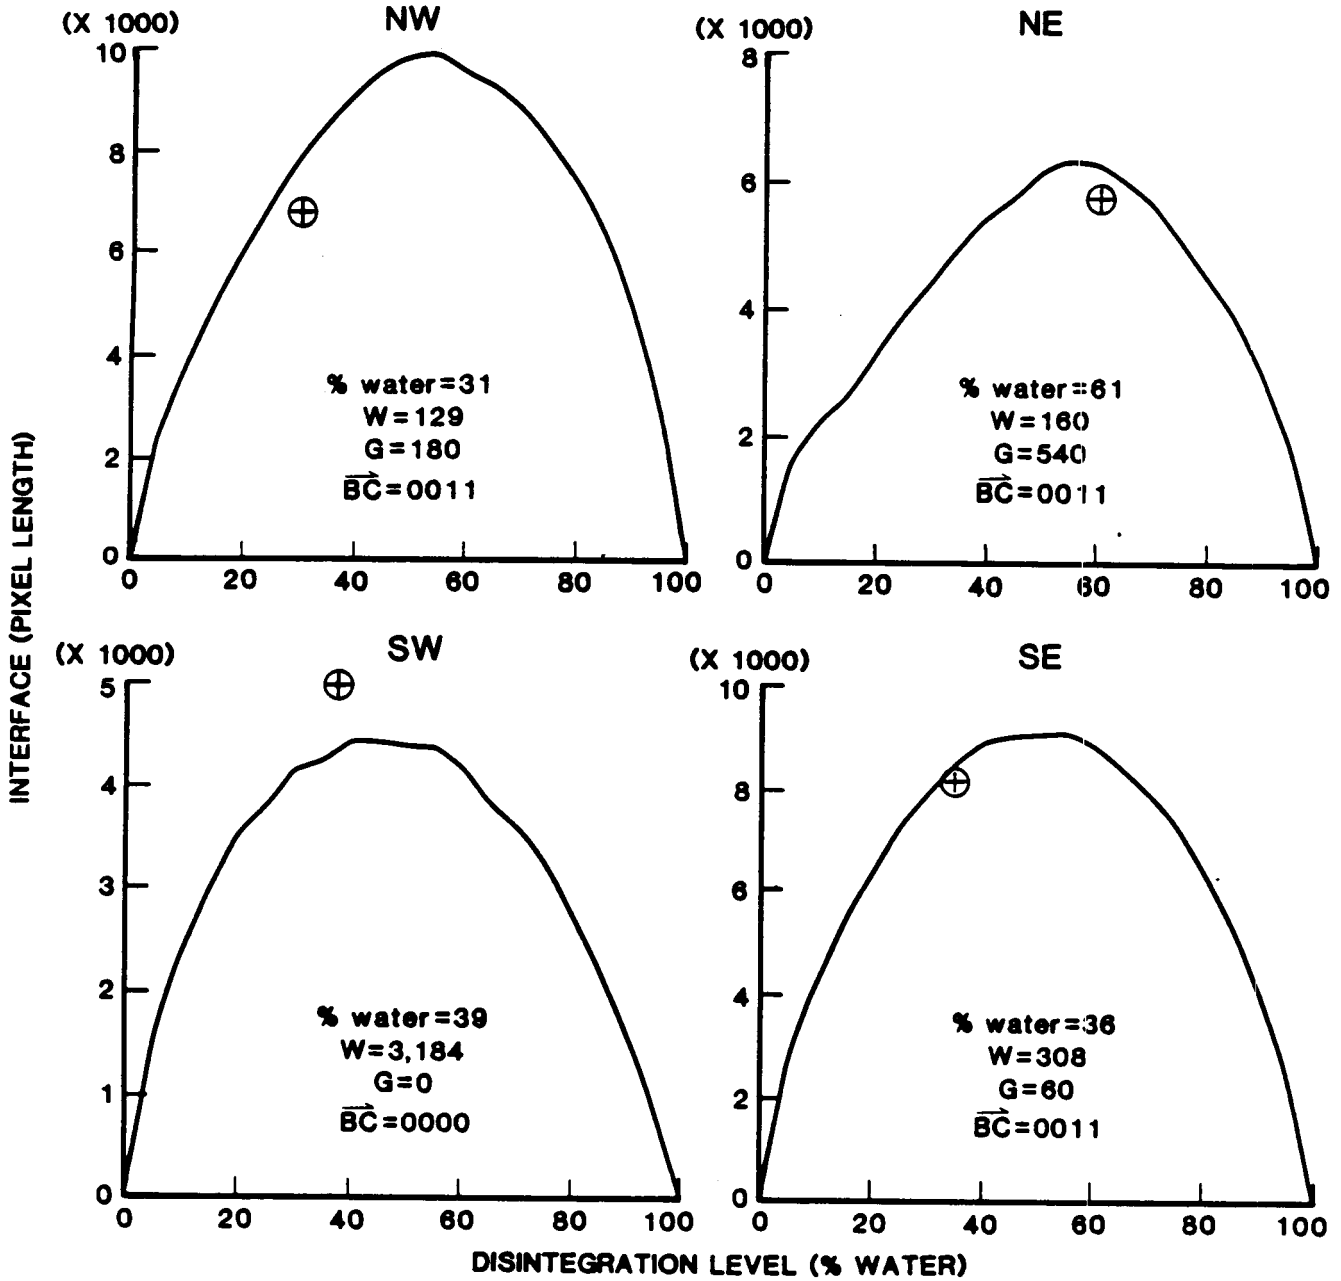 NW
(X 1000)
10
8
6
4
2
0
0 20 40 60 80 100
% water=31
W=129
G=180
BC=0011
NE
(X 1000)
8
6
4
2
0
0 20 40 60 80 100
% water=61
W=160
G=540
BC=0011
SW
(X 1000)
5
4
3
2
1
0
0 20 40 60 80 100
% water=39
W=3,184
G=0
BC=0000
SE
(X 1000)
10
8
6
4
2
0
0 20 40 60 80 100
% water=36
W=308
G=60
BC=0011
INTERFACE (PIXEL LENGTH)
DISINTEGRATION LEVEL (% WATER)